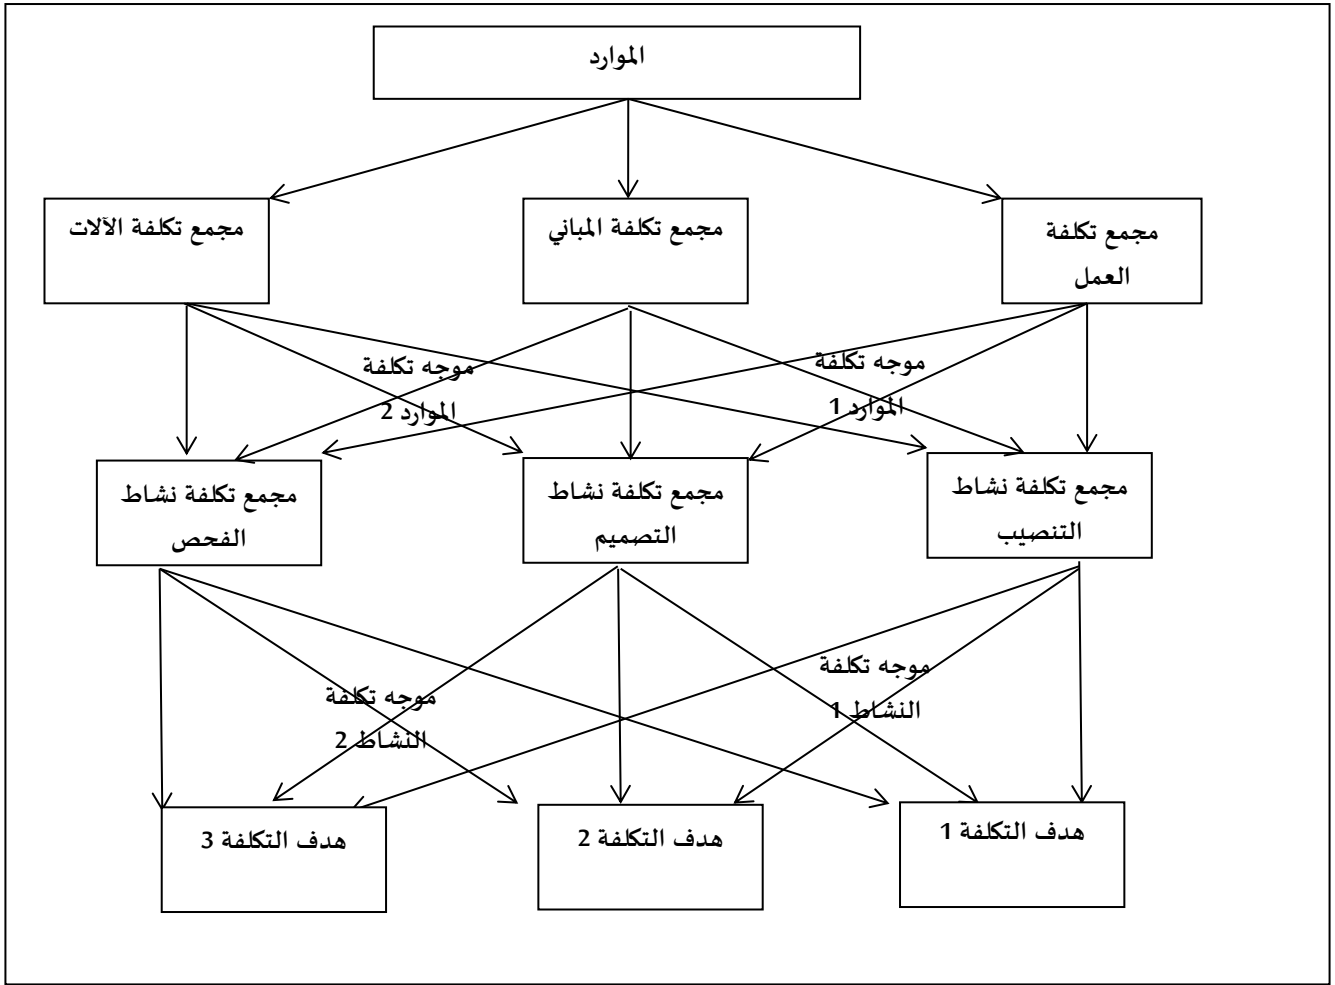 الموارد
مجمع تكلفة
العمل
مجمع تكلفة المباني
مجمع تكلفة الآلات
موجه تكلفة
الموارد 1
موجه تكلفة
الموارد 2
مجمع تكلفة نشاط
التنصيب
مجمع تكلفة نشاط
التصميم
مجمع تكلفة نشاط
الفحص
موجه تكلفة
النشاط 1
موجه تكلفة
النشاط 2
هدف التكلفة 1
هدف التكلفة 2
هدف التكلفة 3